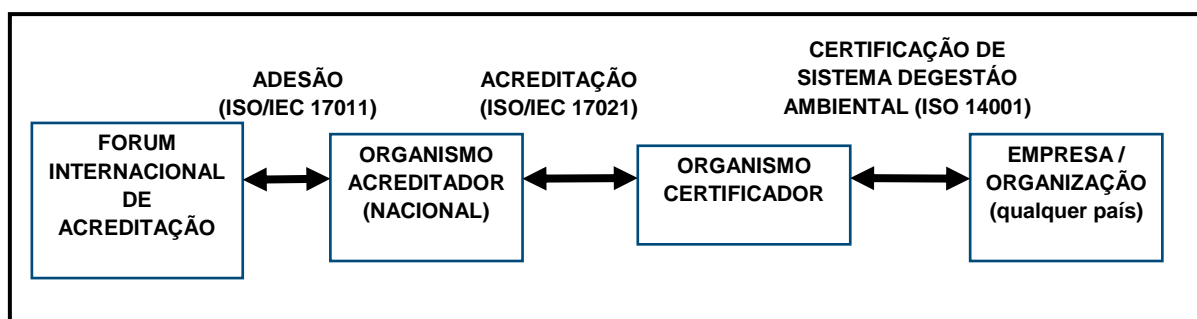 ADESÃO
(ISO/IEC 17011)
ACREDITAÇÃO
(ISO/IEC 17021)
CERTIFICAÇÃO DE
SISTEMA DEGESTÁO
AMBIENTAL (ISO 14001)
FORUM
INTERNACIONAL
DE
ACREDITAÇÃO
ORGANISMO
ACREDITADOR
(NACIONAL)
ORGANISMO
CERTIFICADOR
EMPRESA /
ORGANIZAÇÃO
(qualquer país)